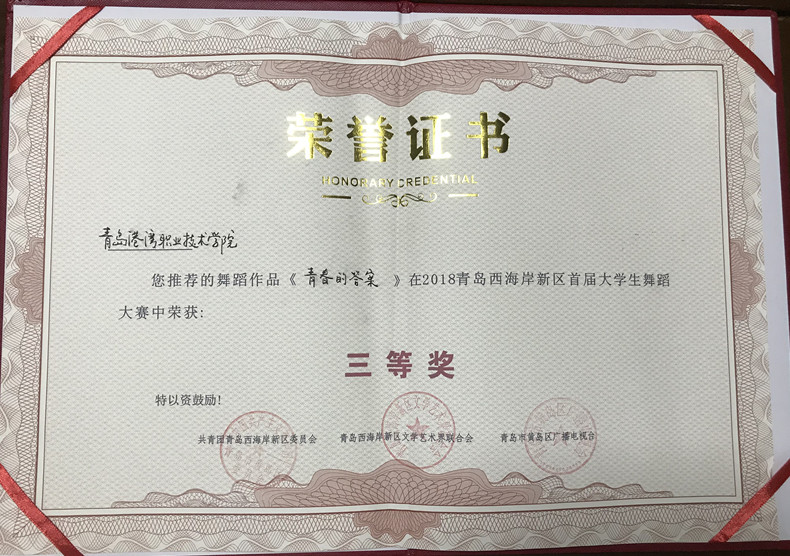 荣誉证书
HONORARY CREDENTIAL
青岛港湾职业技术学院
您推荐的舞蹈作品《青春的答案》在2018青岛西海岸新区首届大学生舞蹈
大赛中荣获:
三等奖
特以资鼓励!
共青团青岛西海岸新区委员会 青岛西海岸新区文学艺术界联合会 青岛市黄岛区广播电视台